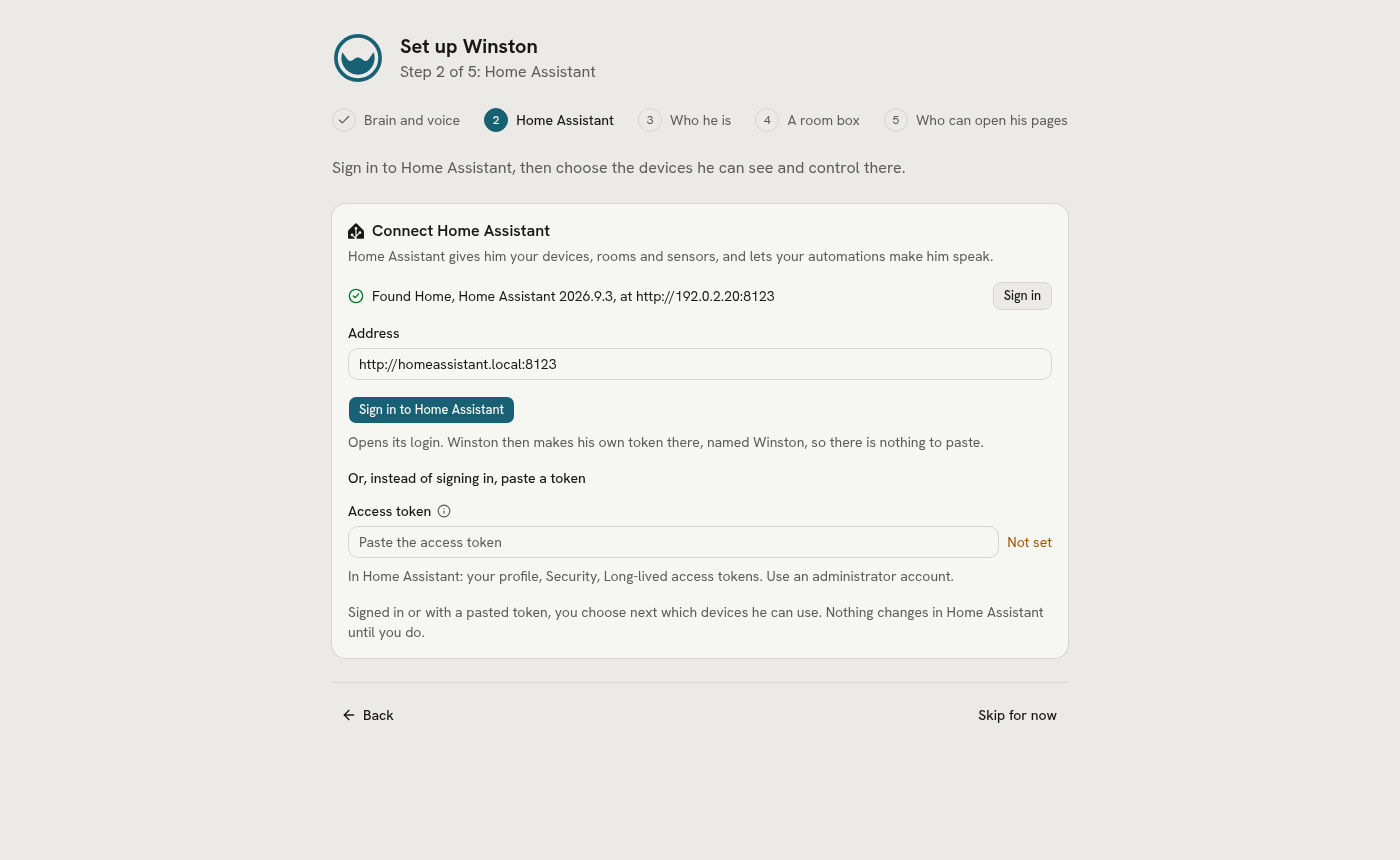 Set up Winston
Step 2 of 5: Home Assistant
Brain and voice
2 Home Assistant
3 Who he is
4 A room box
5 Who can open his pages
Sign in to Home Assistant, then choose the devices he can see and control there.
Connect Home Assistant
Home Assistant gives him your devices, rooms and sensors, and lets your automations make him speak.
Found Home, Home Assistant 2026.9.3, at http://192.0.2.20:8123
Sign in
Address
http://homeassistant.local:8123
Sign in to Home Assistant
Opens its login. Winston then makes his own token there, named Winston, so there is nothing to paste.
Or, instead of signing in, paste a token
Access token
Paste the access token
Not set
In Home Assistant: your profile, Security, Long-lived access tokens. Use an administrator account.
Signed in or with a pasted token, you choose next which devices he can use. Nothing changes in Home Assistant
until you do.
Back
Skip for now